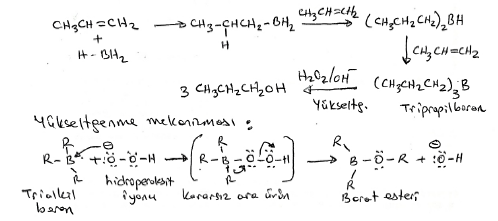 CH₃CH=CH₂ + H-BH₂ → CH₃-CHCH₂-BH₂ CH₃CH=CH₂ → (CH₃CH₂CH₂)₂BH
H
CH₃CH=CH₂
3 CH₃CH₂CH₂OH ← H₂O₂/OH⁻ (CH₃CH₂CH₂)₃B
Yükseltg. Tripropilboran
Yükseltgenme mekanizması :
R R R
R-B + ⊖:Ö-Ö-H → [R-B-Ö-Ö-H] → B-Ö-R + ⊖:Ö-H
R R R
Trialkil boran
hidroperoksit iyonu
Kararsız ara ürün
Borat esteri